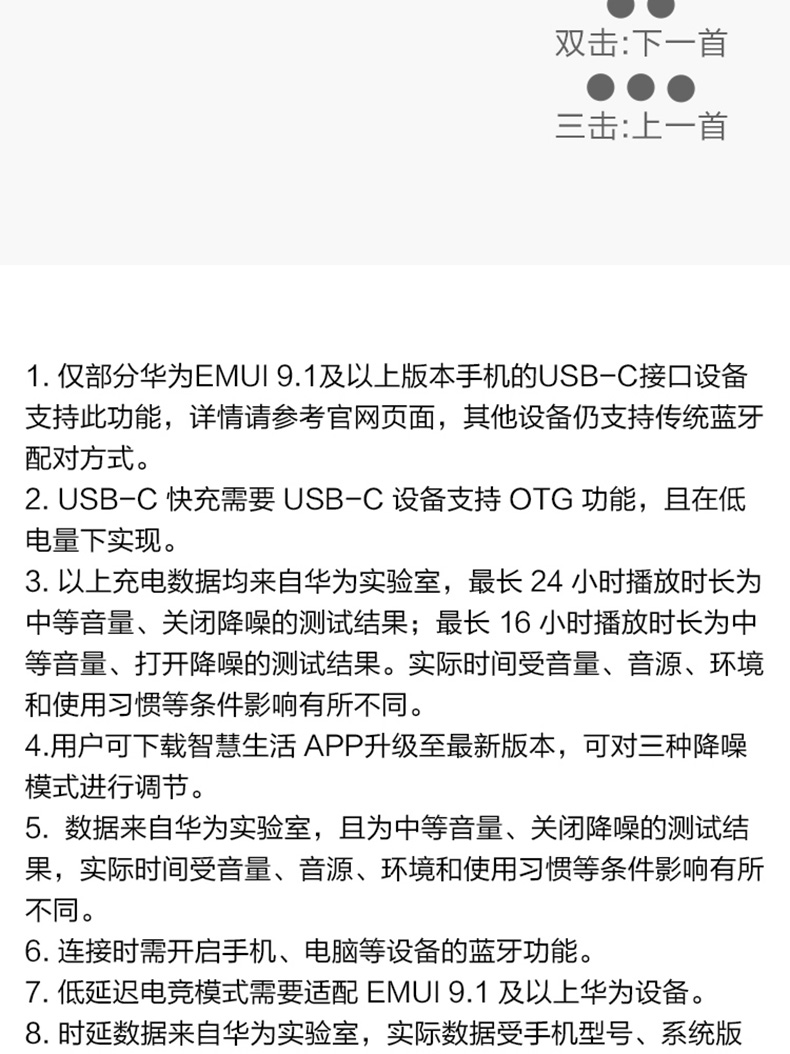 双击:下一首
三击:上一首
1. 仅部分华为EMUI 9.1及以上版本手机的USB-C接口设备
支持此功能，详情请参考官网页面，其他设备仍支持传统蓝牙
配对方式。
2. USB-C 快充需要 USB-C 设备支持 OTG 功能，且在低
电量下实现。
3. 以上充电数据均来自华为实验室，最长 24 小时播放时长为
中等音量、关闭降噪的测试结果；最长 16 小时播放时长为中
等音量、打开降噪的测试结果。实际时间受音量、音源、环境
和使用习惯等条件影响有所不同。
4.用户可下载智慧生活 APP升级至最新版本，可对三种降噪
模式进行调节。
5.  数据来自华为实验室，且为中等音量、关闭降噪的测试结
果，实际时间受音量、音源、环境和使用习惯等条件影响有所
不同。
6. 连接时需开启手机、电脑等设备的蓝牙功能。
7. 低延迟电竞模式需要适配 EMUI 9.1 及以上华为设备。
8. 时延数据来自华为实验室，实际数据受手机型号、系统版